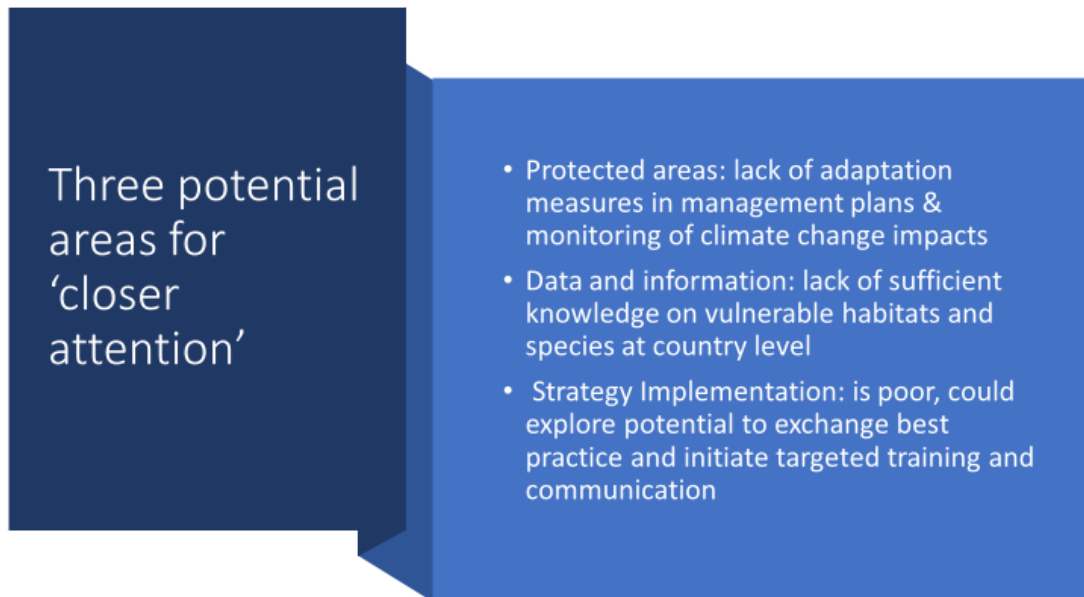 Three potential
areas for
‘closer
attention’
• Protected areas: lack of adaptation
measures in management plans &
monitoring of climate change impacts
• Data and information: lack of sufficient
knowledge on vulnerable habitats and
species at country level
• Strategy Implementation: is poor, could
explore potential to exchange best
practice and initiate targeted training and
communication